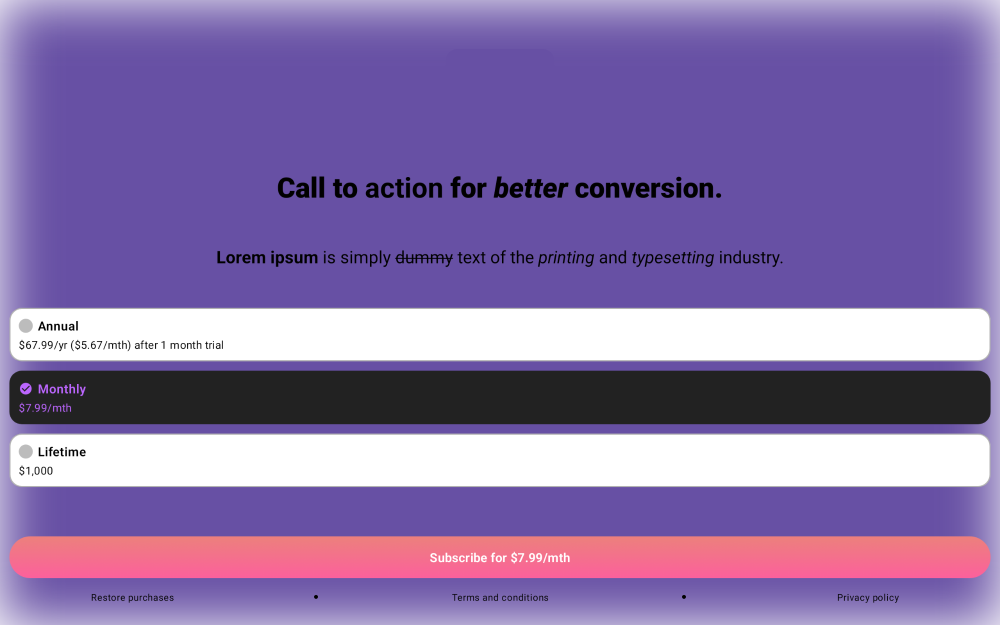 Call to action for better conversion.
Lorem ipsum is simply dummy text of the printing and typesetting industry.
Annual
$67.99/yr ($5.67/mth) after 1 month trial
Monthly
$7.99/mth
Lifetime
$1,000
Subscribe for $7.99/mth
Restore purchases • Terms and conditions • Privacy policy